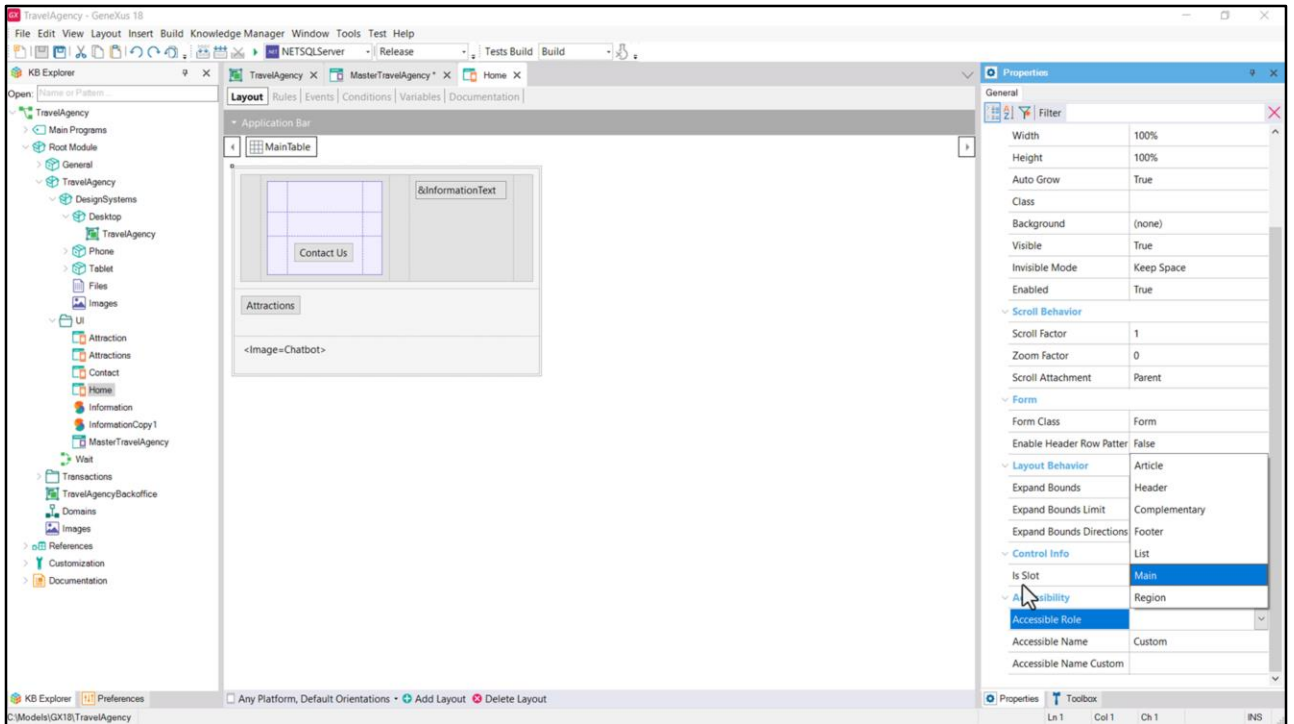 GX TravelAgency - GeneXus 18
File Edit View Layout Insert Build Knowledge Manager Window Tools Test Help
NETSQLServer Release Tests Build Build
KB Explorer
Open: Name or Pattern...
TravelAgency
Main Programs
Root Module
General
TravelAgency
DesignSystems
Desktop
TravelAgency
Phone
Tablet
Files
Images
UI
Attraction
Attractions
Contact
Home
Information
InformationCopy1
MasterTravelAgency
Wait
Transactions
TravelAgencyBackoffice
Domains
Images
References
Customization
Documentation
KB Explorer Preferences
TravelAgency X MasterTravelAgency* X Home X
Layout Rules Events Conditions Variables Documentation
Application Bar
MainTable
&InformationText
Contact Us
Attractions
<Image=Chatbot>
Any Platform, Default Orientations Add Layout Delete Layout
Properties
General
Filter
Width 100%
Height 100%
Auto Grow True
Class
Background (none)
Visible True
Invisible Mode Keep Space
Enabled True
Scroll Behavior
Scroll Factor 1
Zoom Factor 0
Scroll Attachment Parent
Form
Form Class Form
Enable Header Row Patter False
Layout Behavior Article
Expand Bounds Header
Expand Bounds Limit Complementary
Expand Bounds Directions Footer
Control Info List
Is Slot Main
Region
Accessible Role
Accessible Name Custom
Accessible Name Custom
Properties Toolbox
C:\Models\GX18\TravelAgency
Ln 1 Col 1 Ch 1 INS